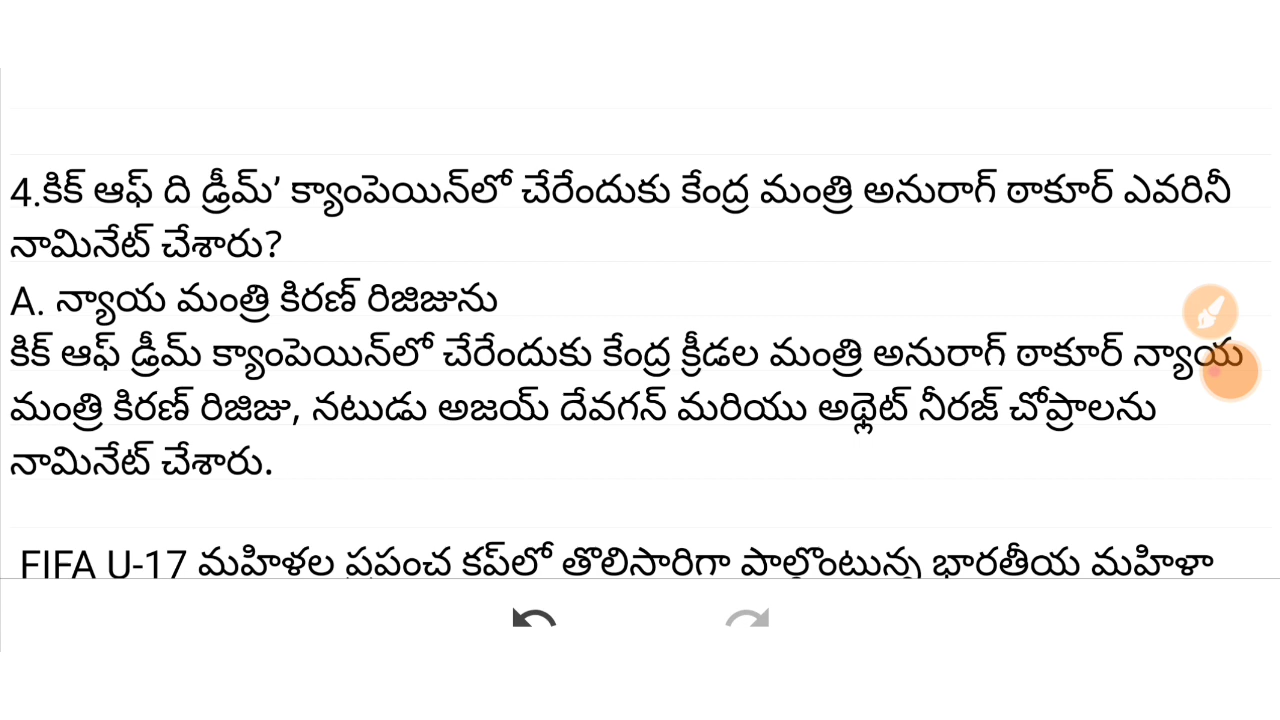 4.కిక్ ఆఫ్ ది డ్రీమ్’ క్యాంపెయిన్‌లో చేరేందుకు కేంద్ర మంత్రి అనురాగ్ ఠాకూర్ ఎవరినీ
నామినేట్ చేశారు?
A. న్యాయ మంత్రి కిరణ్ రిజిజును
కిక్ ఆఫ్ డ్రీమ్ క్యాంపెయిన్‌లో చేరేందుకు కేంద్ర క్రీడల మంత్రి అనురాగ్ ఠాకూర్ న్యాయ
మంత్రి కిరణ్ రిజిజు, నటుడు అజయ్ దేవగన్ మరియు అథ్లెట్ నీరజ్ చోప్రాలను
నామినేట్ చేశారు.
FIFA U-17 మహిళల ప్రపంచ కప్‌లో తొలిసారిగా పాల్గొంటున్న భారతీయ మహిళా